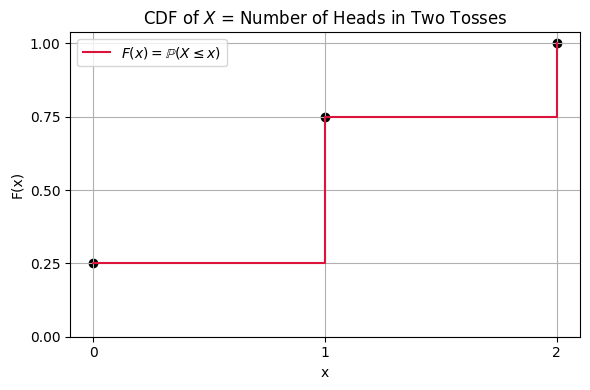 CDF of X = Number of Heads in Two Tosses
F(x) = ℙ(X ≤ x)
1.00
0.75
0.50
0.25
0.00
F(x)
0 1 2
x